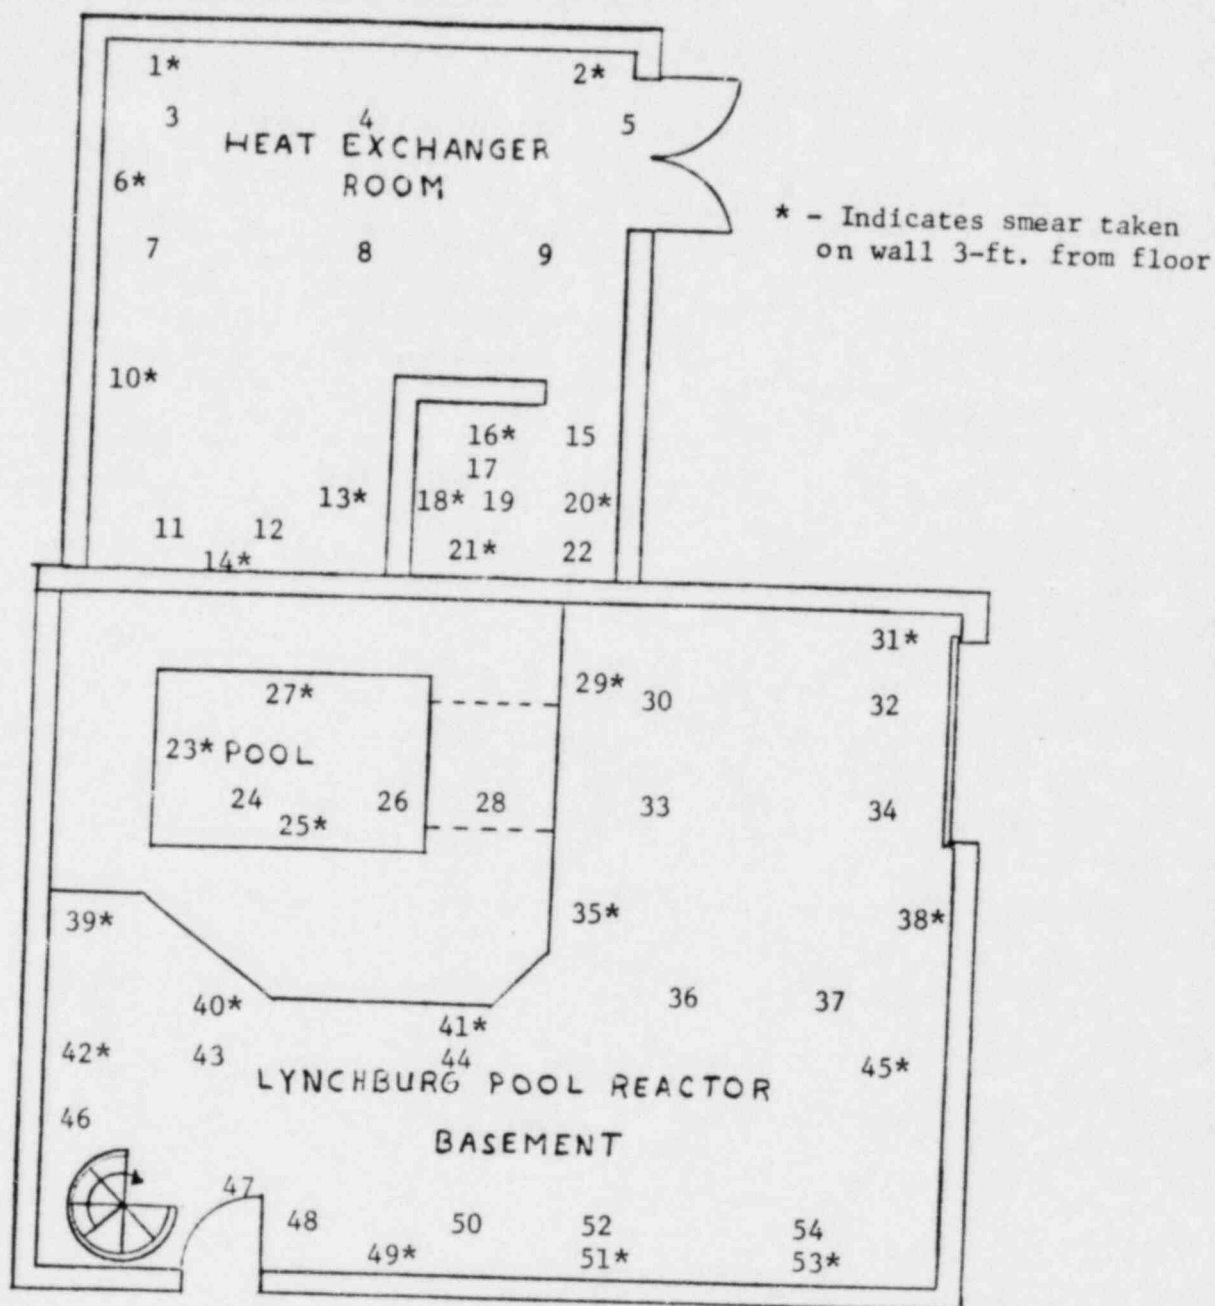 1* 2*
3 4 5
HEAT EXCHANGER
ROOM
6*
* - Indicates smear taken
on wall 3-ft. from floor
7 8 9
10*
16* 15
17
13* 18* 19 20*
11 12
14* 21* 22
31*
27* 29* 30 32
23* POOL
24 26 28 33 34
25*
39* 35* 38*
40* 36 37
41*
42* 43 44 45*
LYNCHBURG POOL REACTOR
46
BASEMENT
47
48 50 52 54
49* 51* 53*